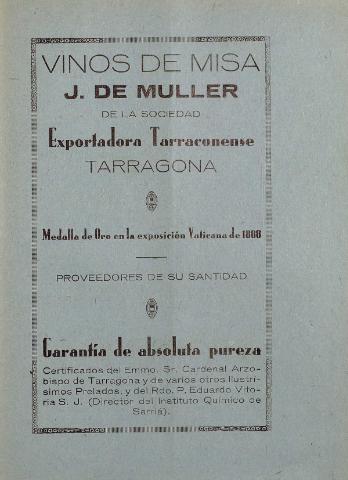 VINOS DE MISA
J. DE MULLER
DE LA SOCIEDAD
Exportadora Tarraconense
TARRAGONA
Medalla de Oro en la exposición Vaticana de 1888
PROVEEDORES DE SU SANTIDAD
Garantía de absoluta pureza
Certificados del Emmo. Sr. Cardenal Arzo-
bispo de Tarragona y de varios otros Ilustrí-
simos Prelados, y del Rdo. P. Eduardo Vito-
ria S. J. (Director del Instituto Químico de
Sarriá).